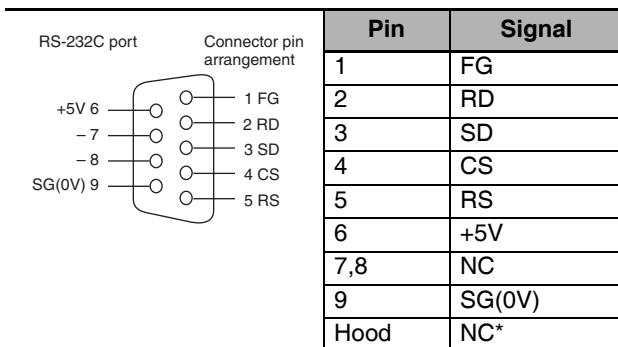 RS-232C port
Connector pin
arrangement
+5V 6
– 7
– 8
SG(0V) 9
1 FG
2 RD
3 SD
4 CS
5 RS
Pin Signal
1 FG
2 RD
3 SD
4 CS
5 RS
6 +5V
7,8 NC
9 SG(0V)
Hood NC*